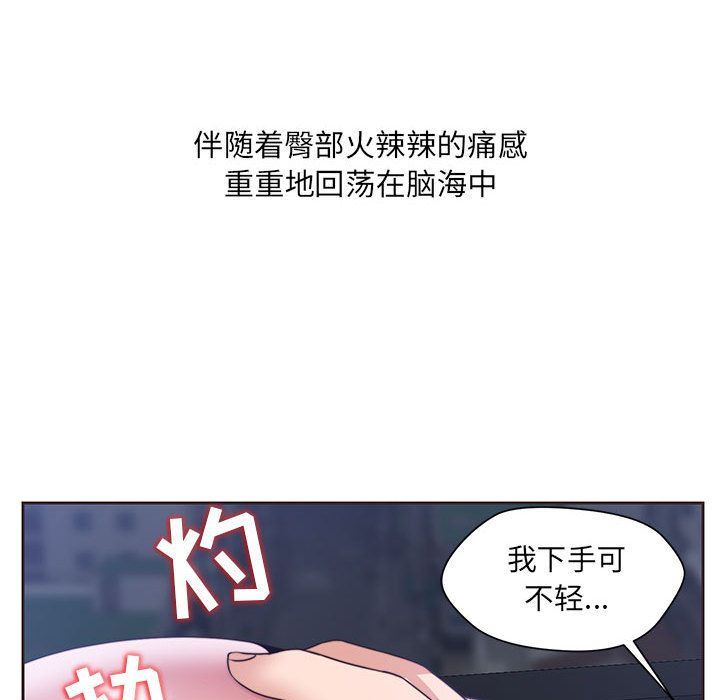 伴随着臀部火辣辣的痛感
重重地回荡在脑海中
灼
我下手可
不轻...
热